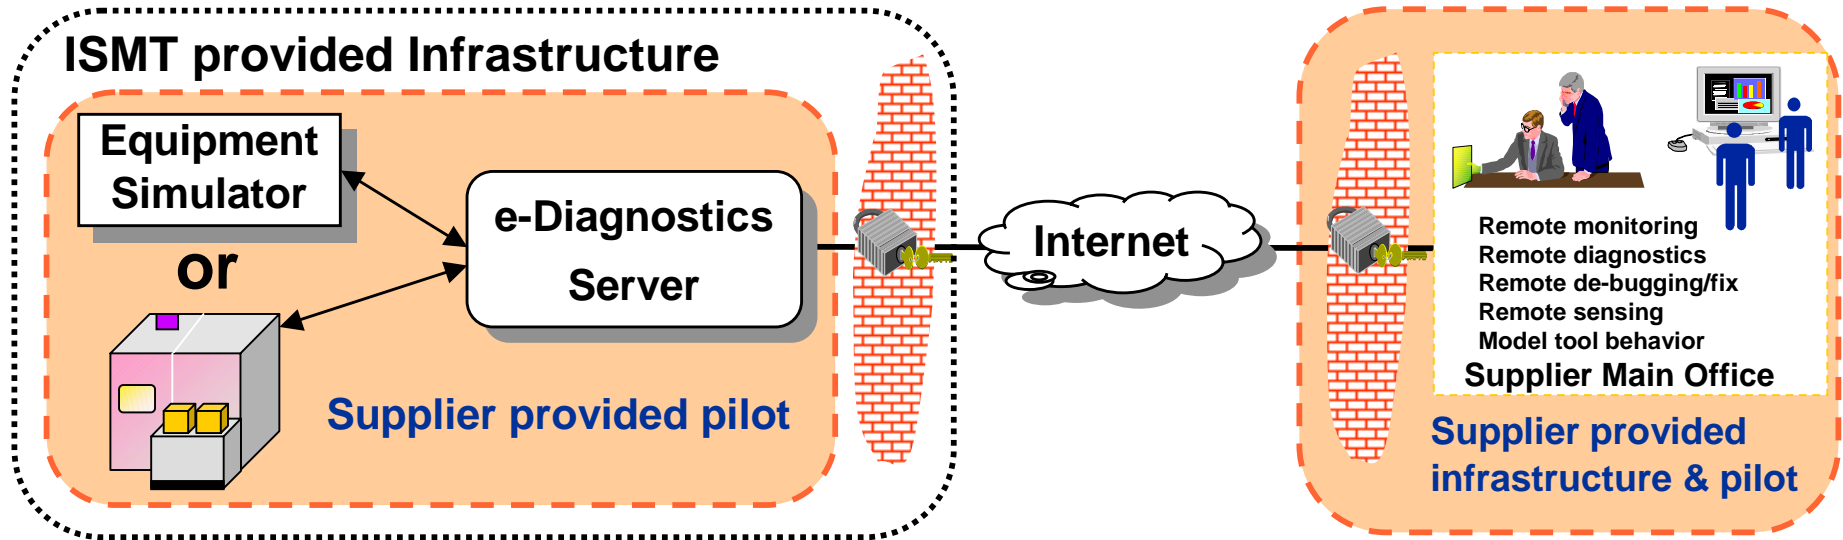 ISMT provided Infrastructure
Equipment
Simulator
or
e-Diagnostics
Server
Supplier provided pilot
Internet
Remote monitoring
Remote diagnostics
Remote de-bugging/fix
Remote sensing
Model tool behavior
Supplier Main Office
Supplier provided
infrastructure & pilot